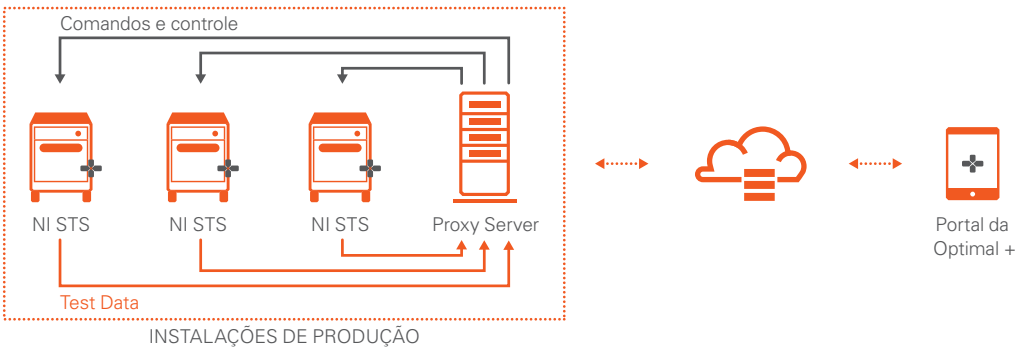 Comandos e controle
NI STS
NI STS
NI STS
Proxy Server
Portal da
Optimal +
Test Data
INSTALAÇÕES DE PRODUÇÃO